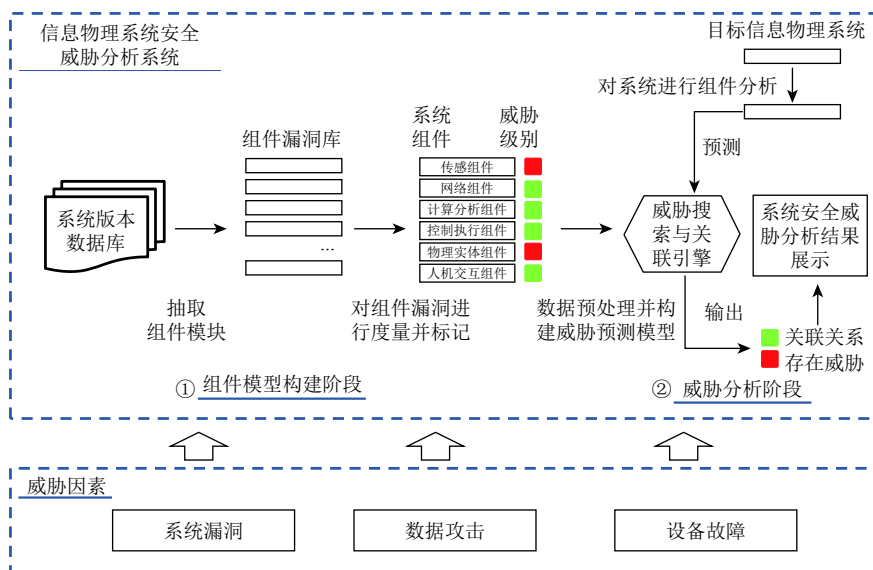 信息物理系统安全
威胁分析系统
目标信息物理系统
对系统进行组件分析
预测
组件漏洞库
系统
组件
威胁
级别
传感组件
网络组件
计算分析组件
控制执行组件
物理实体组件
人机交互组件
…
系统版本
数据库
威胁搜
索与关
联引擎
系统安全威
胁分析结果
展示
抽取
组件模块
对组件漏洞进
行度量并标记
数据预处理并构
建威胁预测模型
输出
关联关系
存在威胁
① 组件模型构建阶段
② 威胁分析阶段
威胁因素
系统漏洞
数据攻击
设备故障